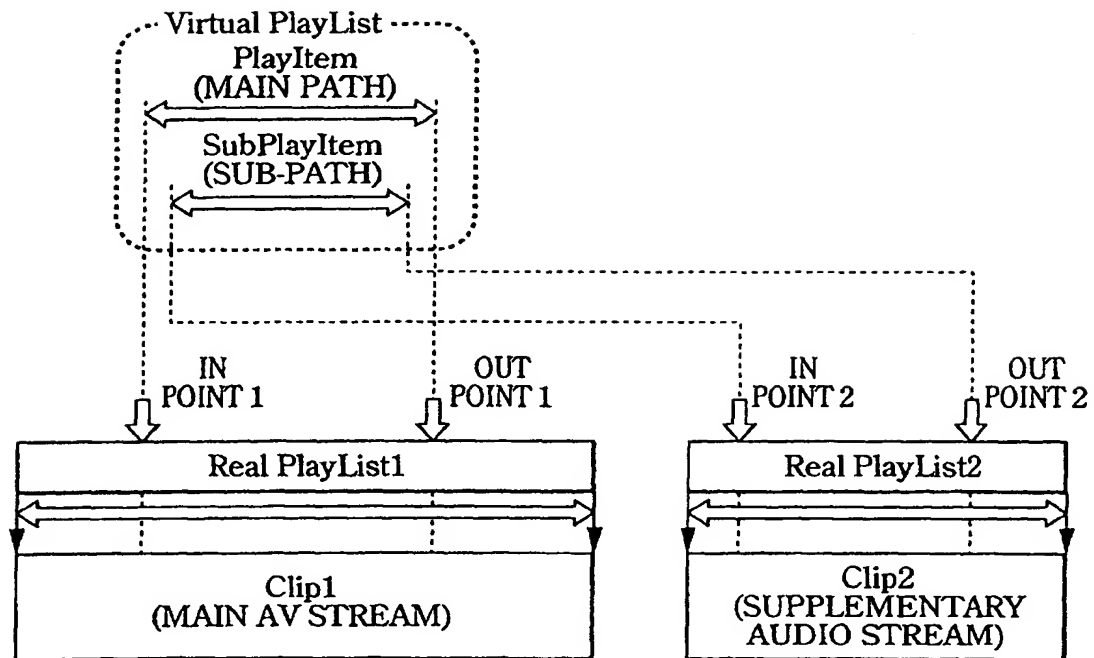 Virtual PlayList
PlayItem
(MAIN PATH)
SubPlayItem
(SUB-PATH)
IN
POINT 1
OUT
POINT 1
IN
POINT 2
OUT
POINT 2
Real PlayList1
Real PlayList2
Clip1
(MAIN AV STREAM)
Clip2
(SUPPLEMENTARY
AUDIO STREAM)